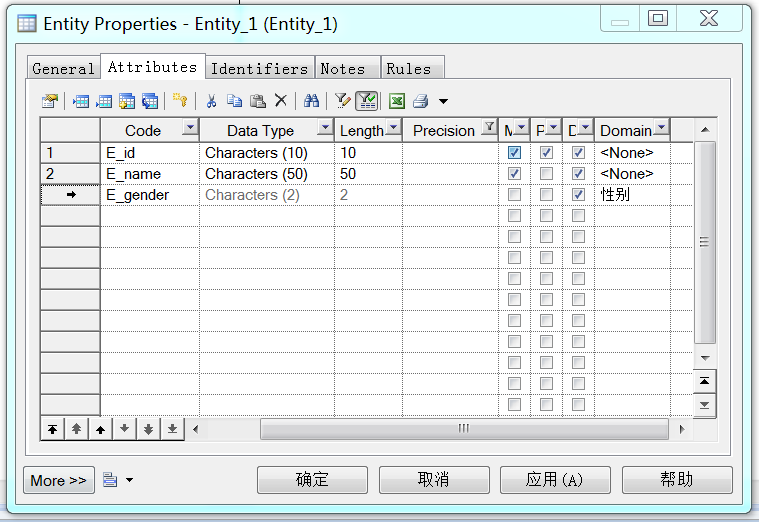 Entity Properties - Entity_1 (Entity_1)
General Attributes Identifiers Notes Rules
Code Data Type Length Precision M P D Domain
1 E_id Characters (10) 10 <None>
2 E_name Characters (50) 50 <None>
E_gender Characters (2) 2 性别
More >> 确定 取消 应用(A) 帮助